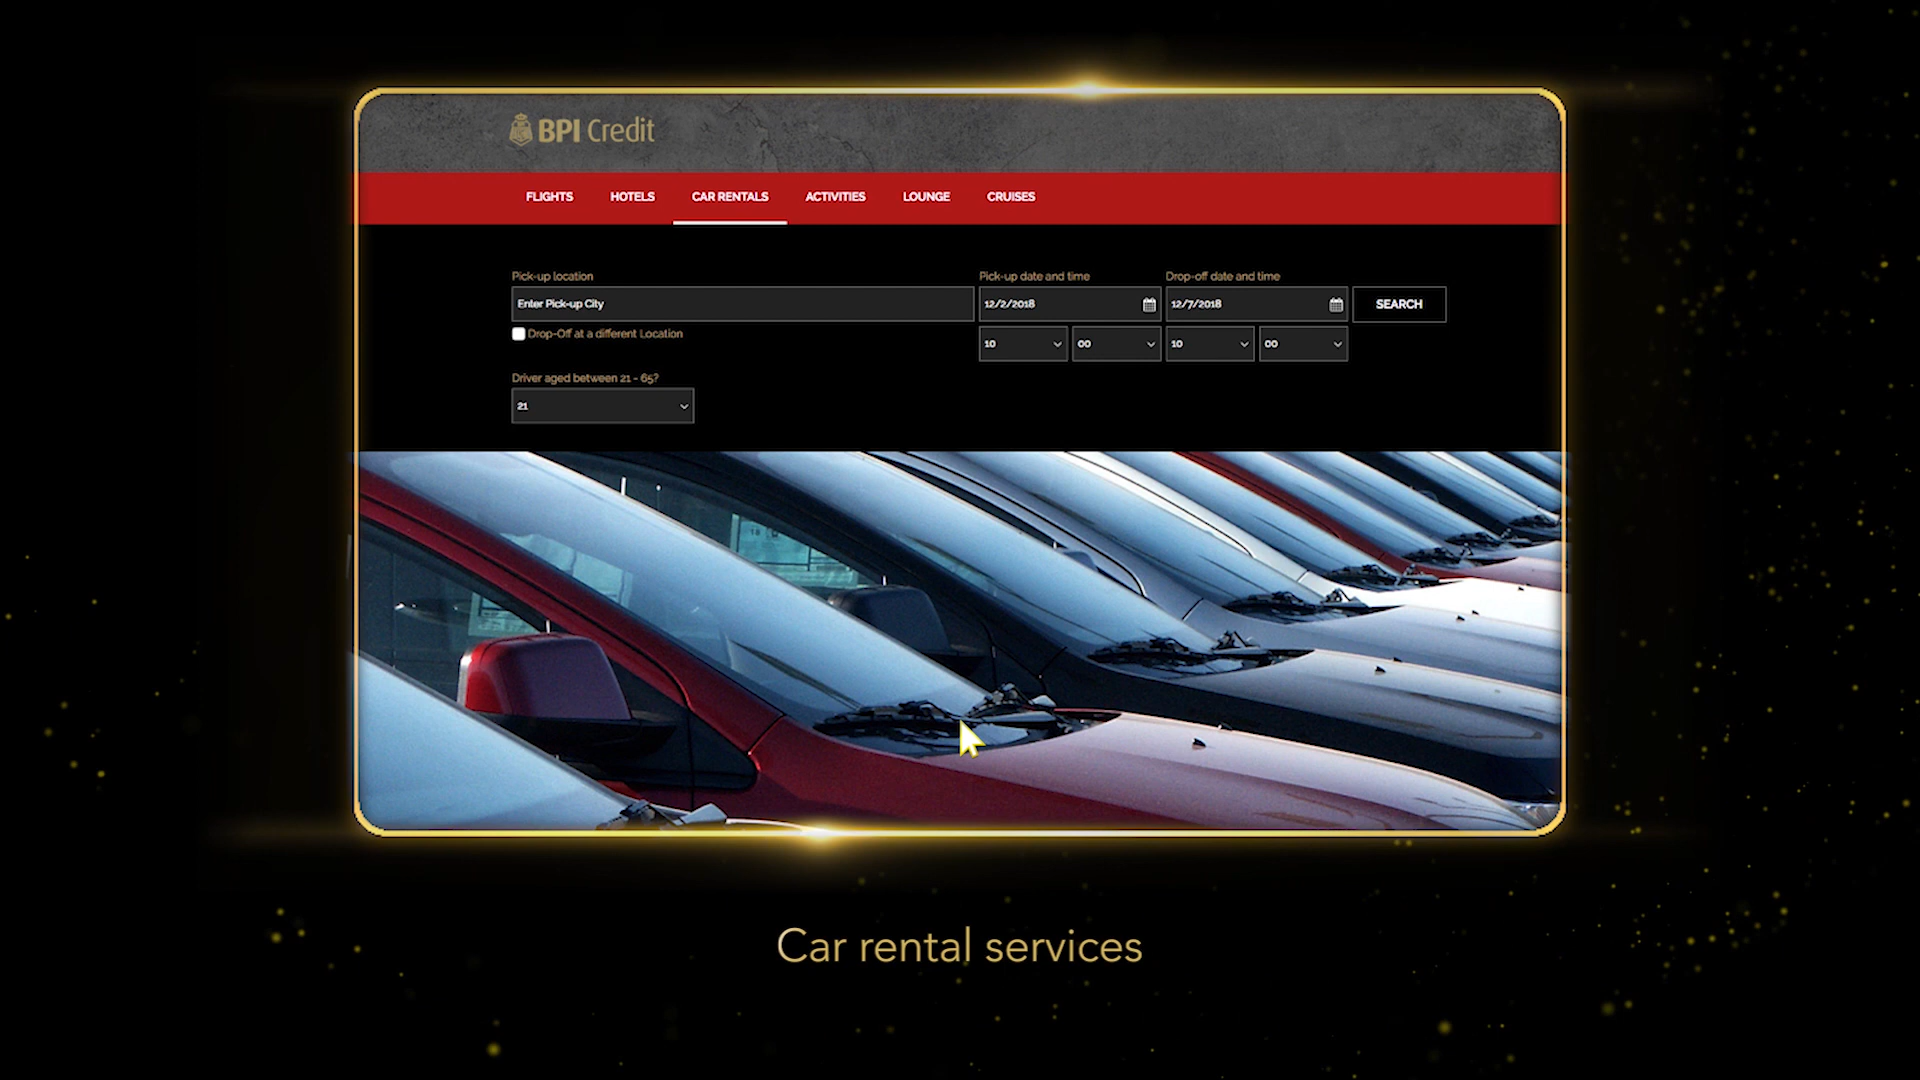 BPI Credit
FLIGHTS HOTELS CAR RENTALS ACTIVITIES LOUNGE CRUISES
Pick-up location Pick-up date and time Drop-off date and time
Enter Pick-up City 12/2/2018 12/7/2018 SEARCH
Drop-Off at a different Location
10 00 10 00
Driver aged between 21 - 65?
21
Car rental services